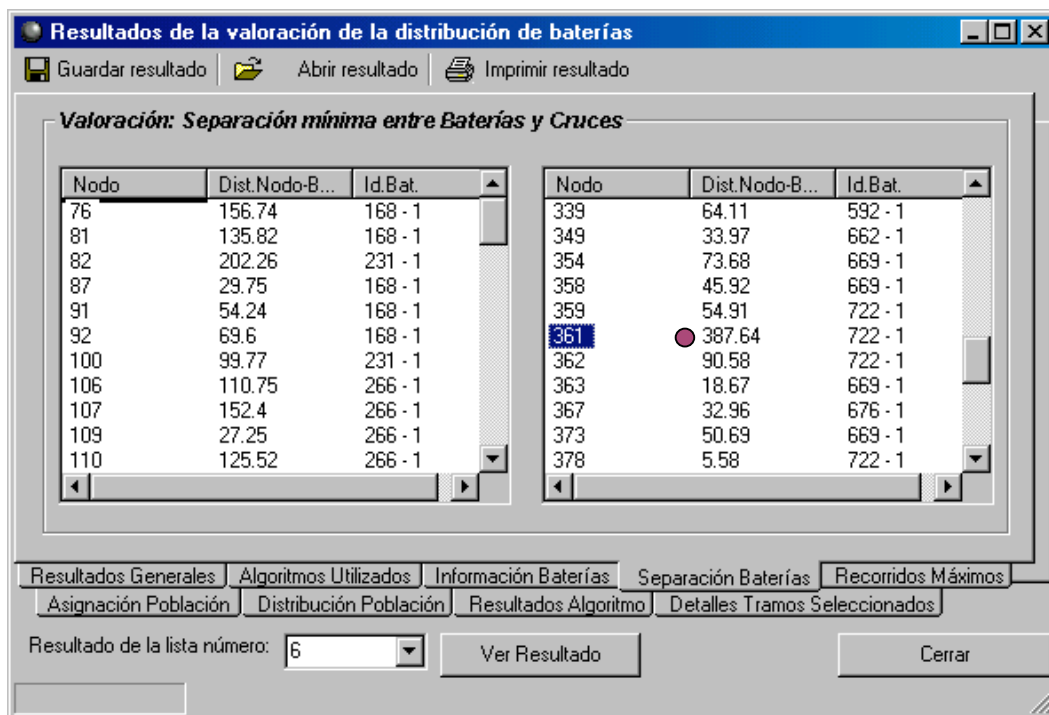 Resultados de la valoración de la distribución de baterías
Guardar resultado Abrir resultado Imprimir resultado
Valoración: Separación mínima entre Baterías y Cruces
Nodo Dist.Nodo-B... Id.Bat.
76 156.74 168 - 1
81 135.82 168 - 1
82 202.26 231 - 1
87 29.75 168 - 1
91 54.24 168 - 1
92 69.6 168 - 1
100 99.77 231 - 1
106 110.75 266 - 1
107 152.4 266 - 1
109 27.25 266 - 1
110 125.52 266 - 1
Nodo Dist.Nodo-B... Id.Bat.
339 64.11 592 - 1
349 33.97 662 - 1
354 73.68 669 - 1
358 45.92 669 - 1
359 54.91 722 - 1
361 387.64 722 - 1
362 90.58 722 - 1
363 18.67 669 - 1
367 32.96 676 - 1
373 50.69 669 - 1
378 5.58 722 - 1
Resultados Generales Algoritmos Utilizados Información Baterías Separación Baterías Recorridos Máximos
Asignación Población Distribución Población Resultados Algoritmo Detalles Tramos Seleccionados
Resultado de la lista número: 6 Ver Resultado Cerrar